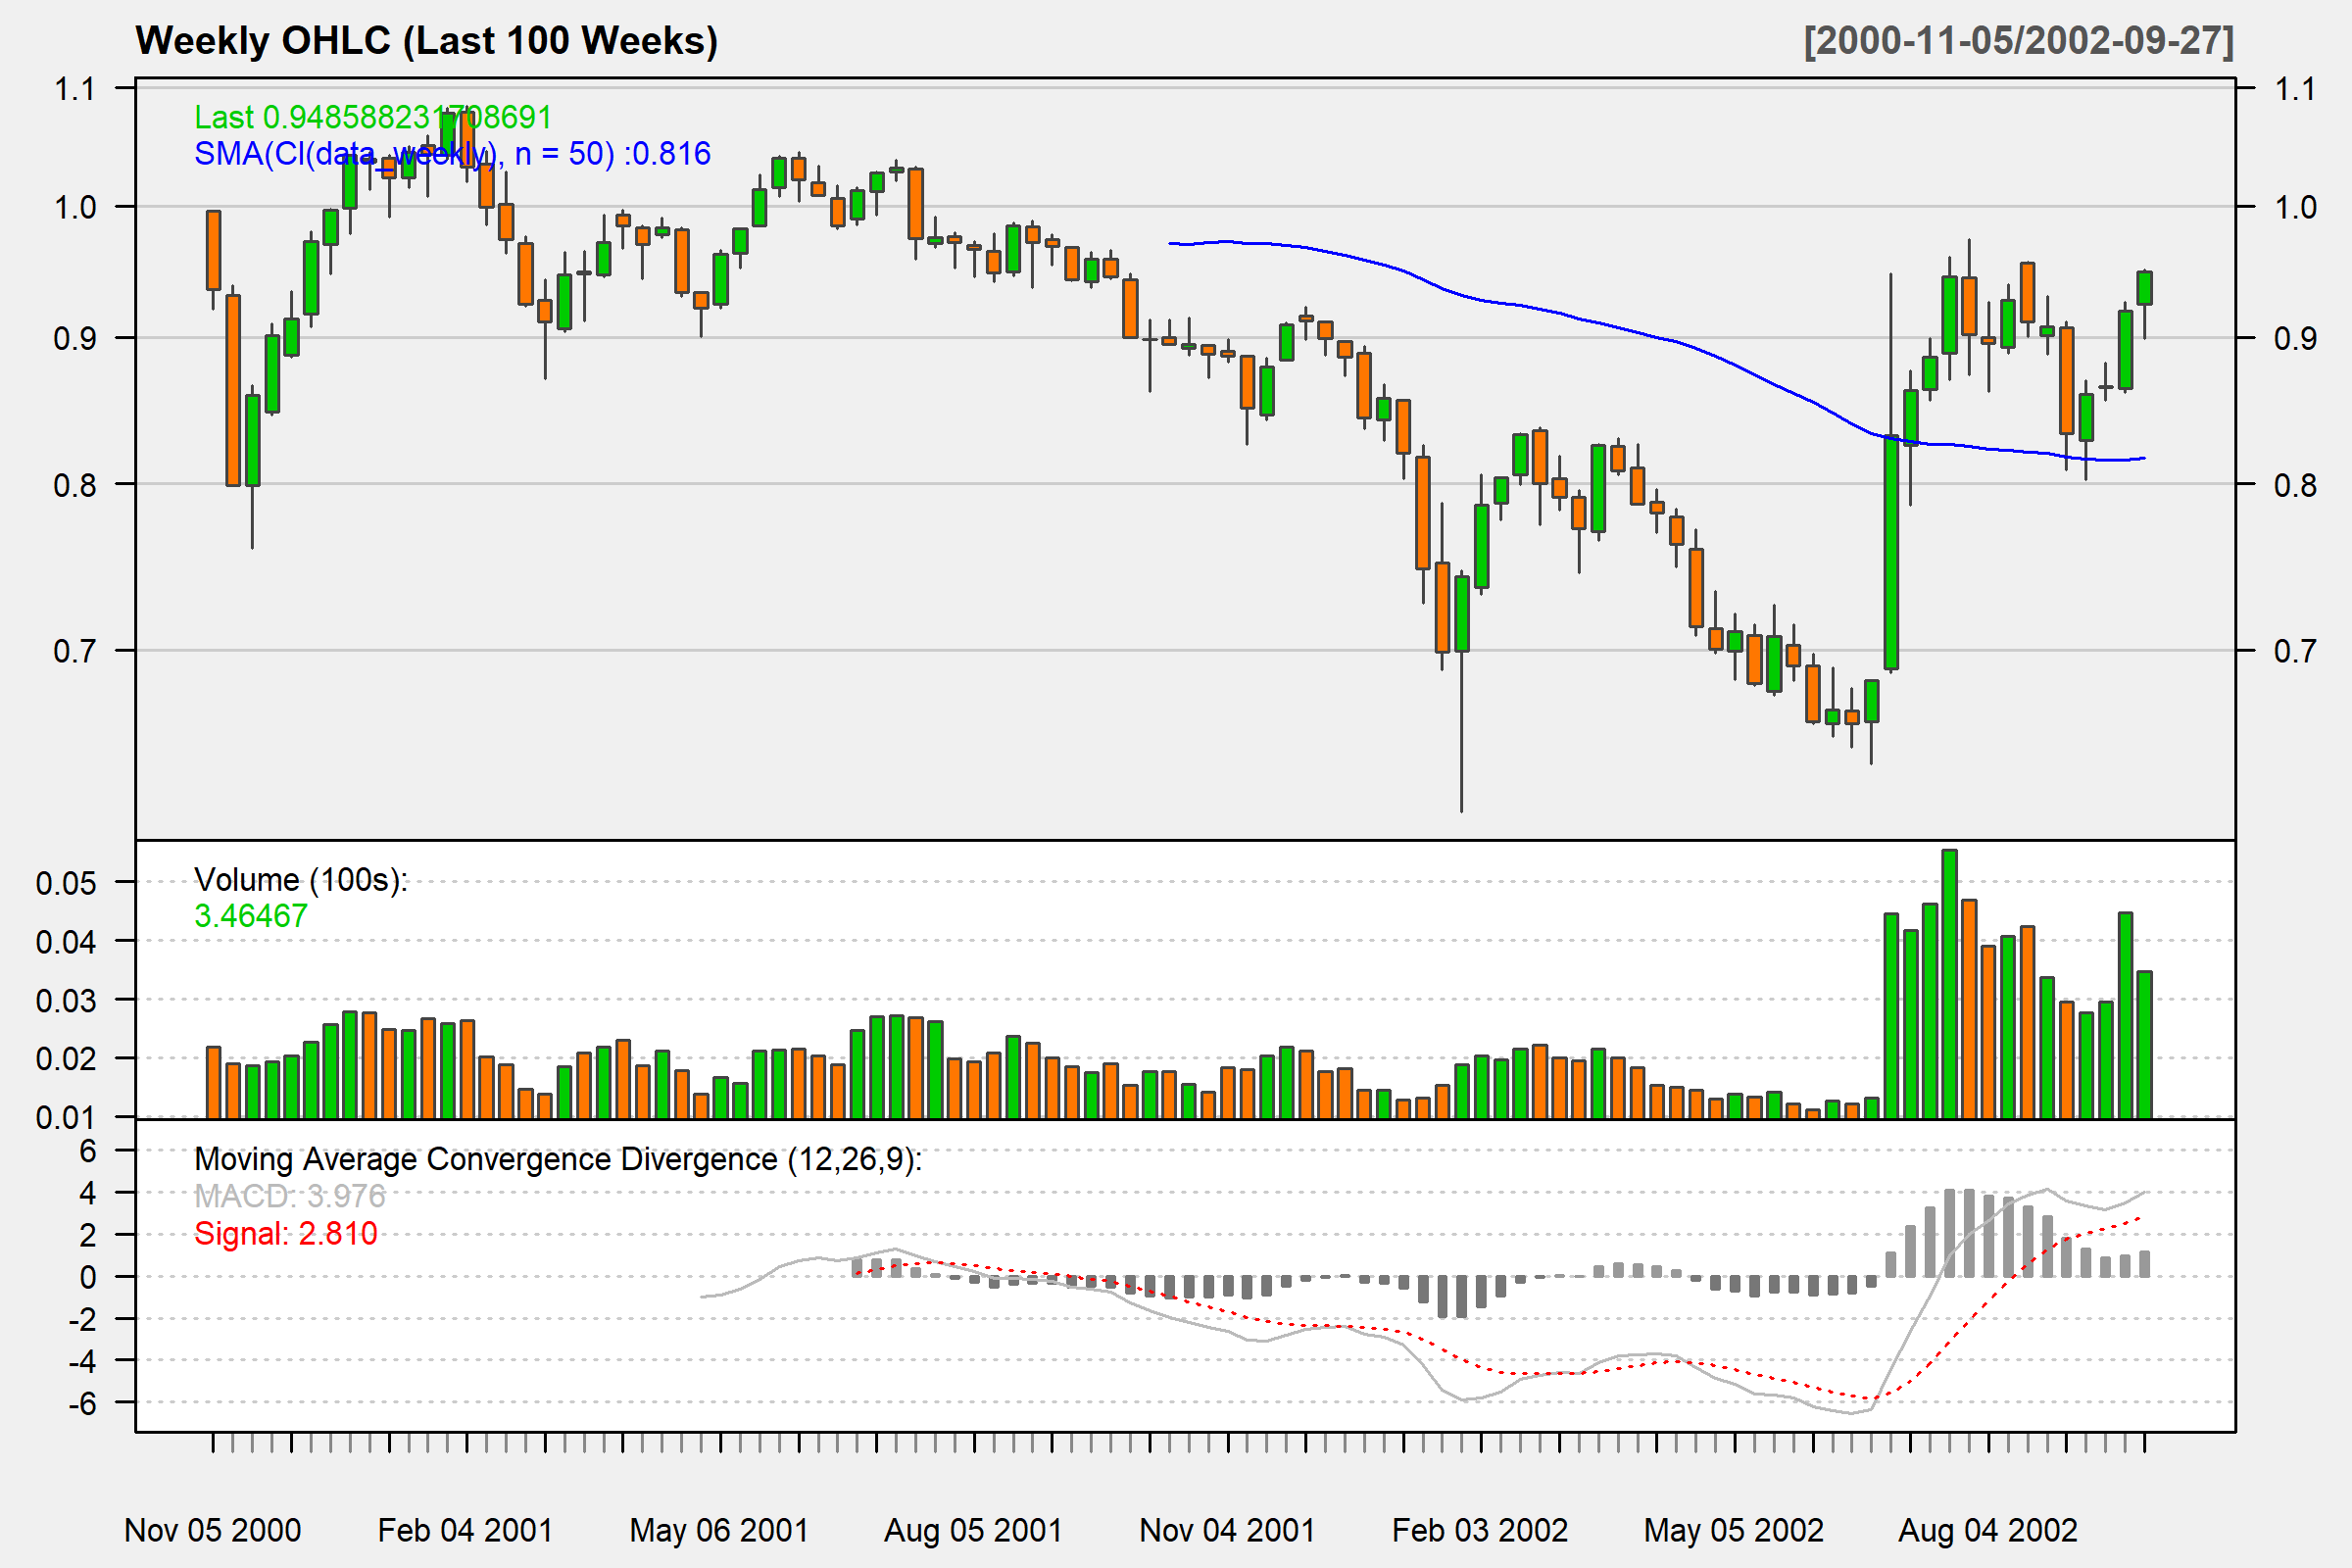 Weekly OHLC (Last 100 Weeks)
[2000-11-05/2002-09-27]
1.1
1.0
0.9
0.8
0.7
1.1
1.0
0.9
0.8
0.7
Last 0.948588231708691
SMA(Cl(data_weekly), n = 50) :0.816
0.05
0.04
0.03
0.02
0.01
Volume (100s):
3.46467
6
4
2
0
-2
-4
-6
Moving Average Convergence Divergence (12,26,9):
MACD: 3.976
Signal: 2.810
Nov 05 2000
Feb 04 2001
May 06 2001
Aug 05 2001
Nov 04 2001
Feb 03 2002
May 05 2002
Aug 04 2002